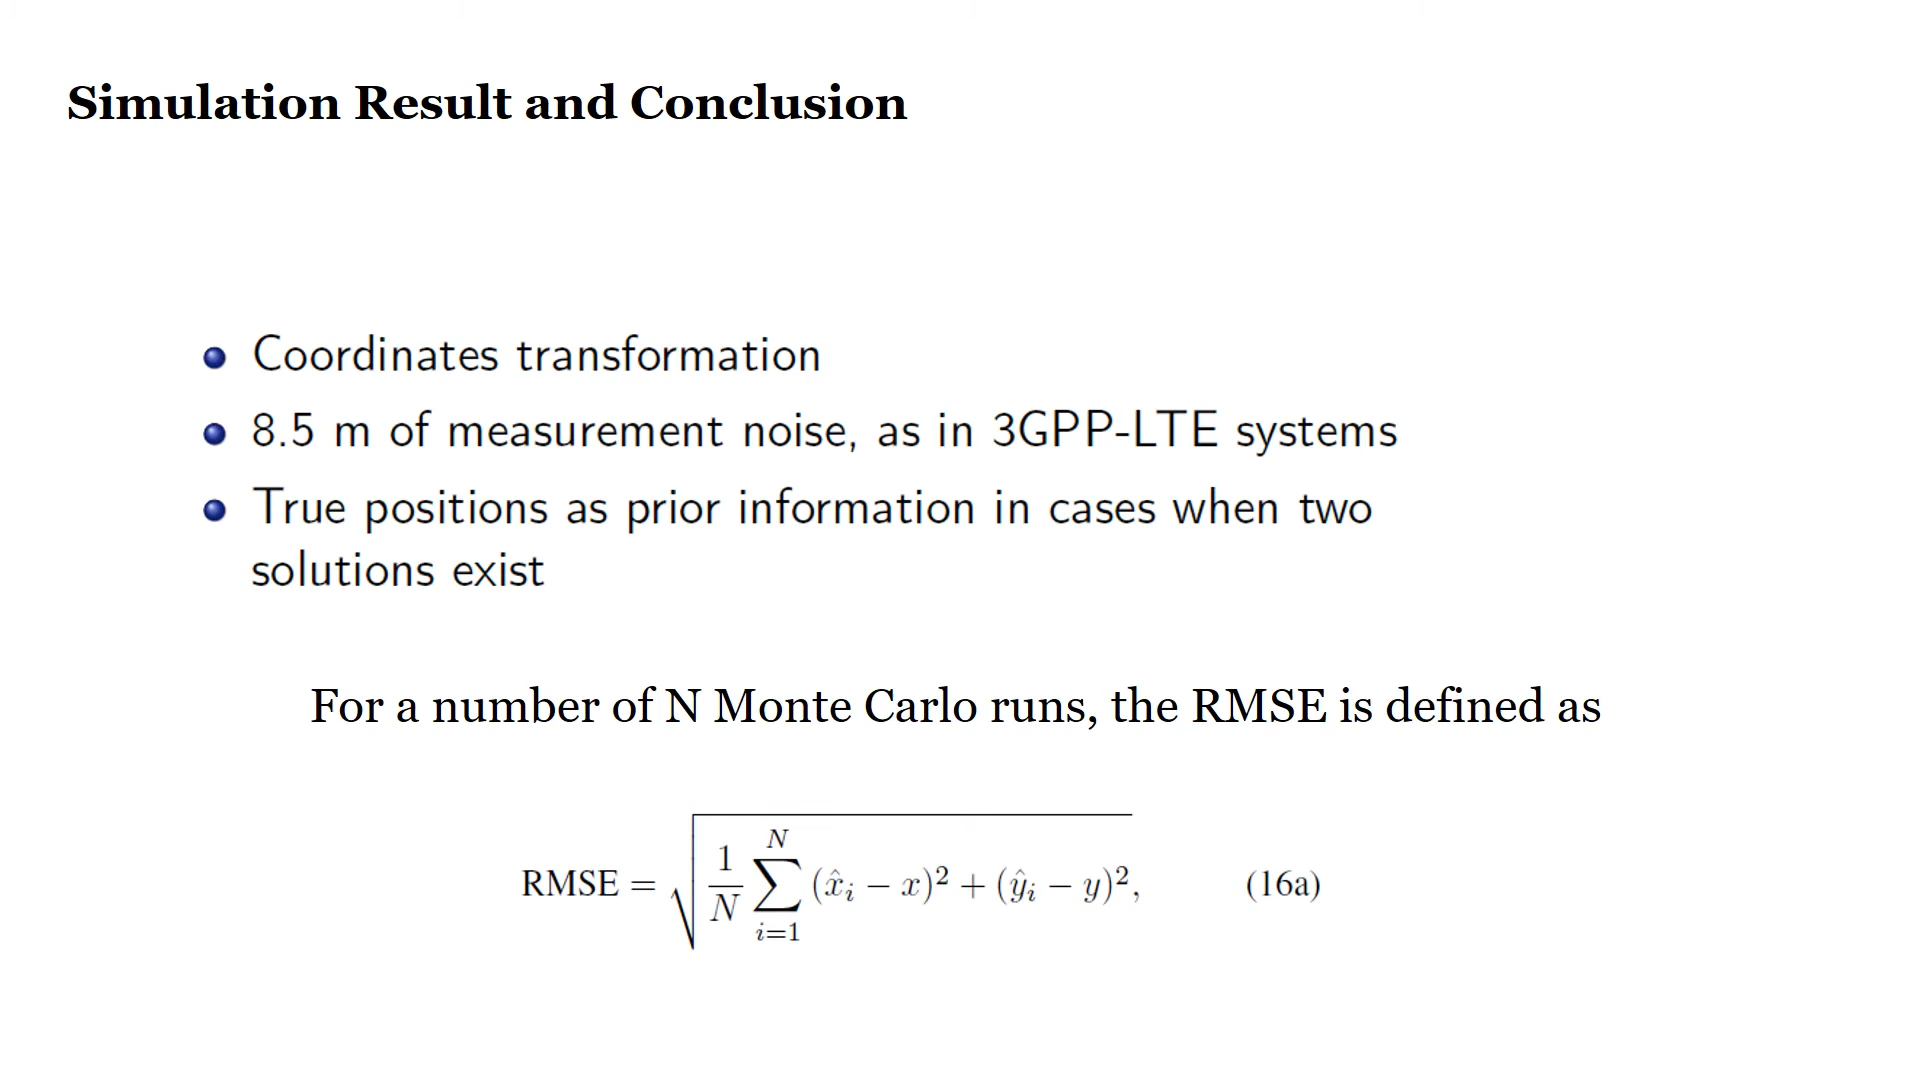 Simulation Result and Conclusion
Coordinates transformation
8.5 m of measurement noise, as in 3GPP-LTE systems
True positions as prior information in cases when two
solutions exist
For a number of N Monte Carlo runs, the RMSE is defined as
RMSE = √(1/N ∑_{i=1}^{N} (x̂_i − x)² + (ŷ_i − y)²), (16a)